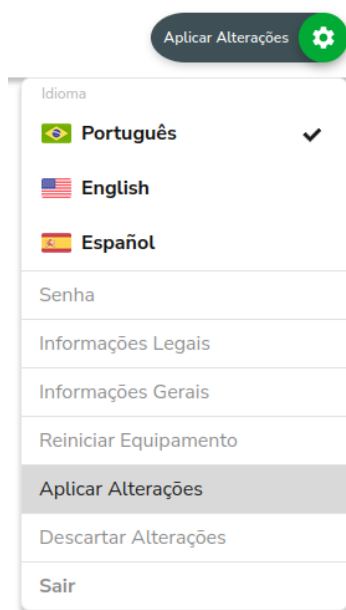 Aplicar Alterações
Idioma
Português
English
Español
Senha
Informações Legais
Informações Gerais
Reiniciar Equipamento
Aplicar Alterações
Descartar Alterações
Sair